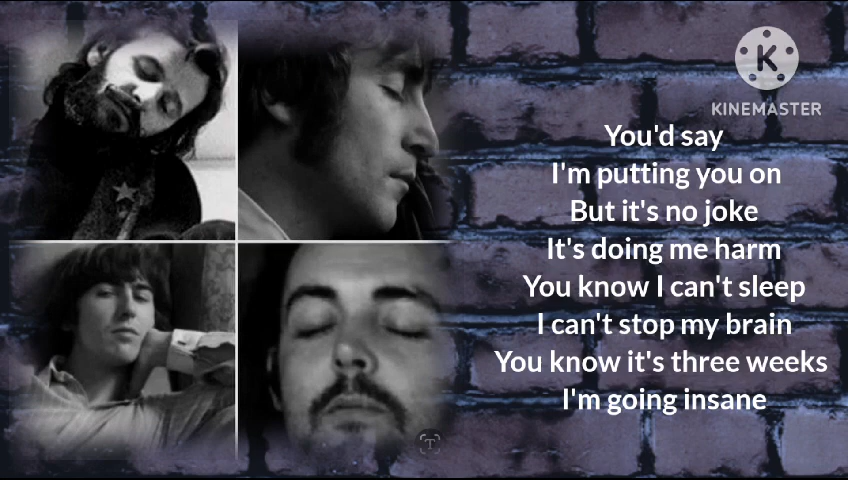 K
KINEMASTER
You'd say
I'm putting you on
But it's no joke
It's doing me harm
You know I can't sleep
I can't stop my brain
You know it's three weeks
I'm going insane
T